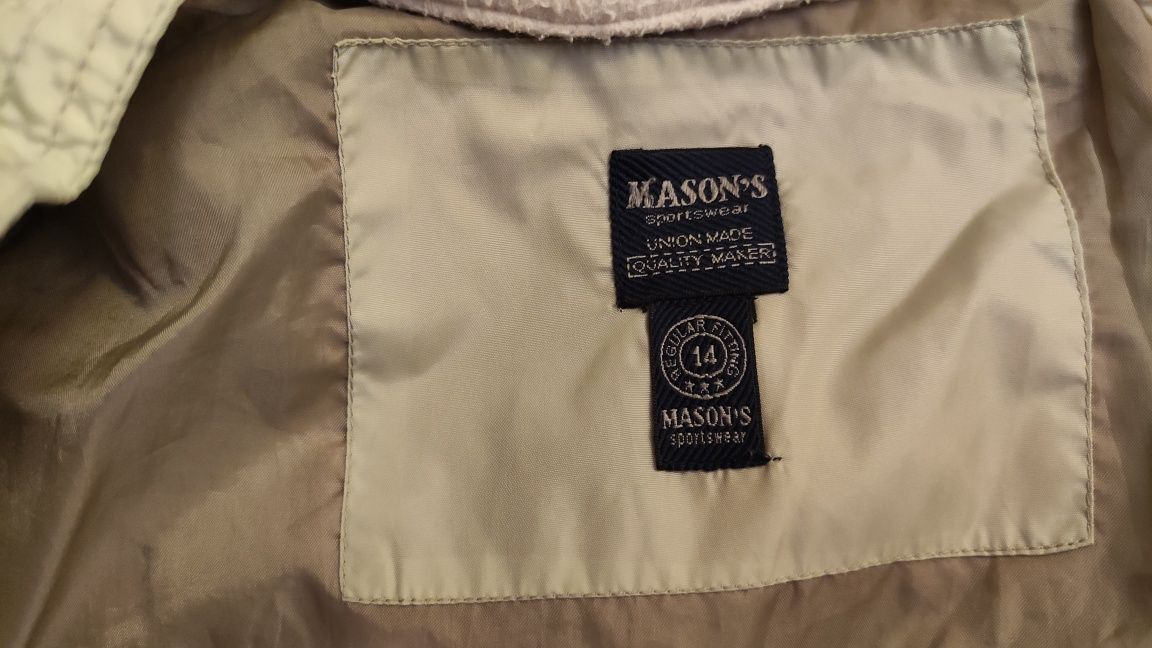 MASON'S
sportswear
UNION MADE
QUALITY MAKER
REGULAR FITTING
14
MASON'S
sportswear